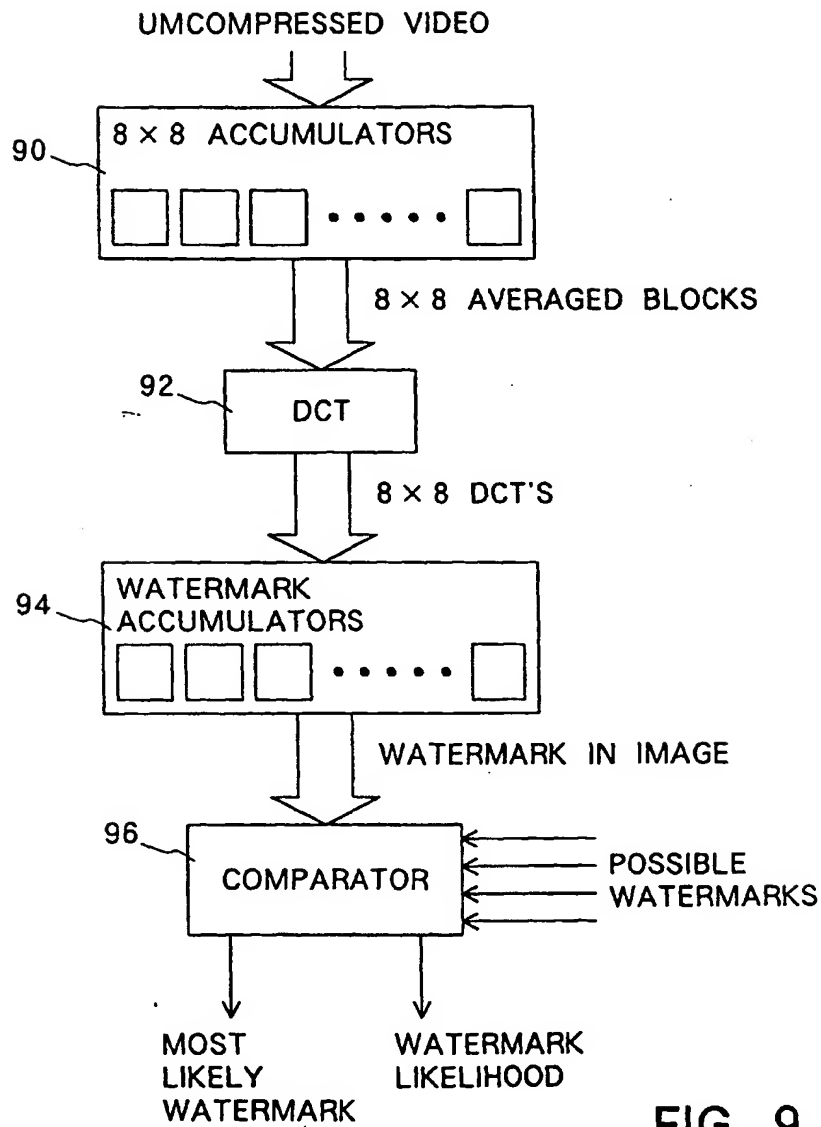 UMCOMPRESSED VIDEO
90
8 × 8 ACCUMULATORS
8 × 8 AVERAGED BLOCKS
92
DCT
8 × 8 DCT'S
94
WATERMARK
ACCUMULATORS
WATERMARK IN IMAGE
96
COMPARATOR
POSSIBLE
WATERMARKS
MOST
LIKELY
WATERMARK
WATERMARK
LIKELIHOOD
FIG. 9